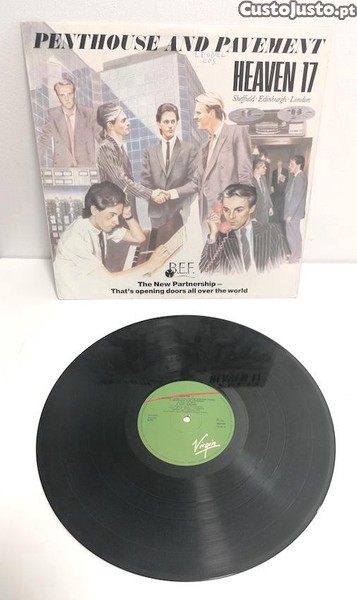 CustoJusto.pt
PENTHOUSE AND PAVEMENT
HEAVEN 17
Sheffield · Edinburgh · London
B.E.F.
The New Partnership –
That's opening doors all over the world
Virgin